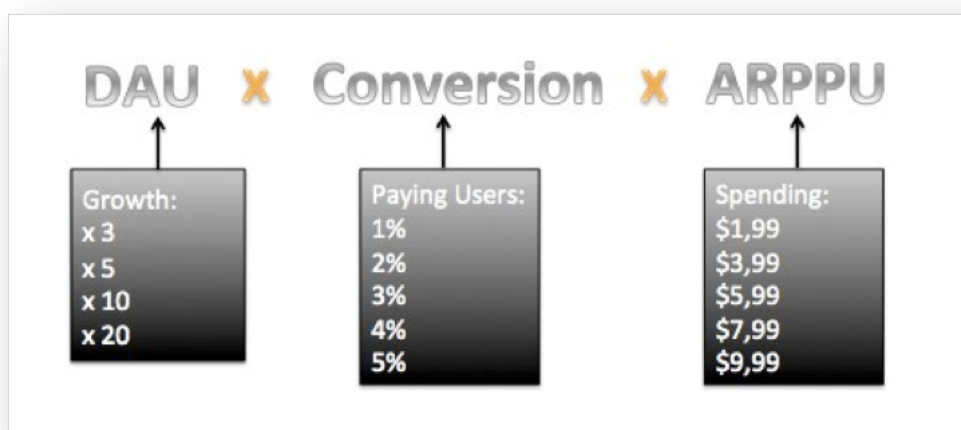 DAU x Conversion x ARPPU
Growth:
x 3
x 5
x 10
x 20
Paying Users:
1%
2%
3%
4%
5%
Spending:
$1,99
$3,99
$5,99
$7,99
$9,99